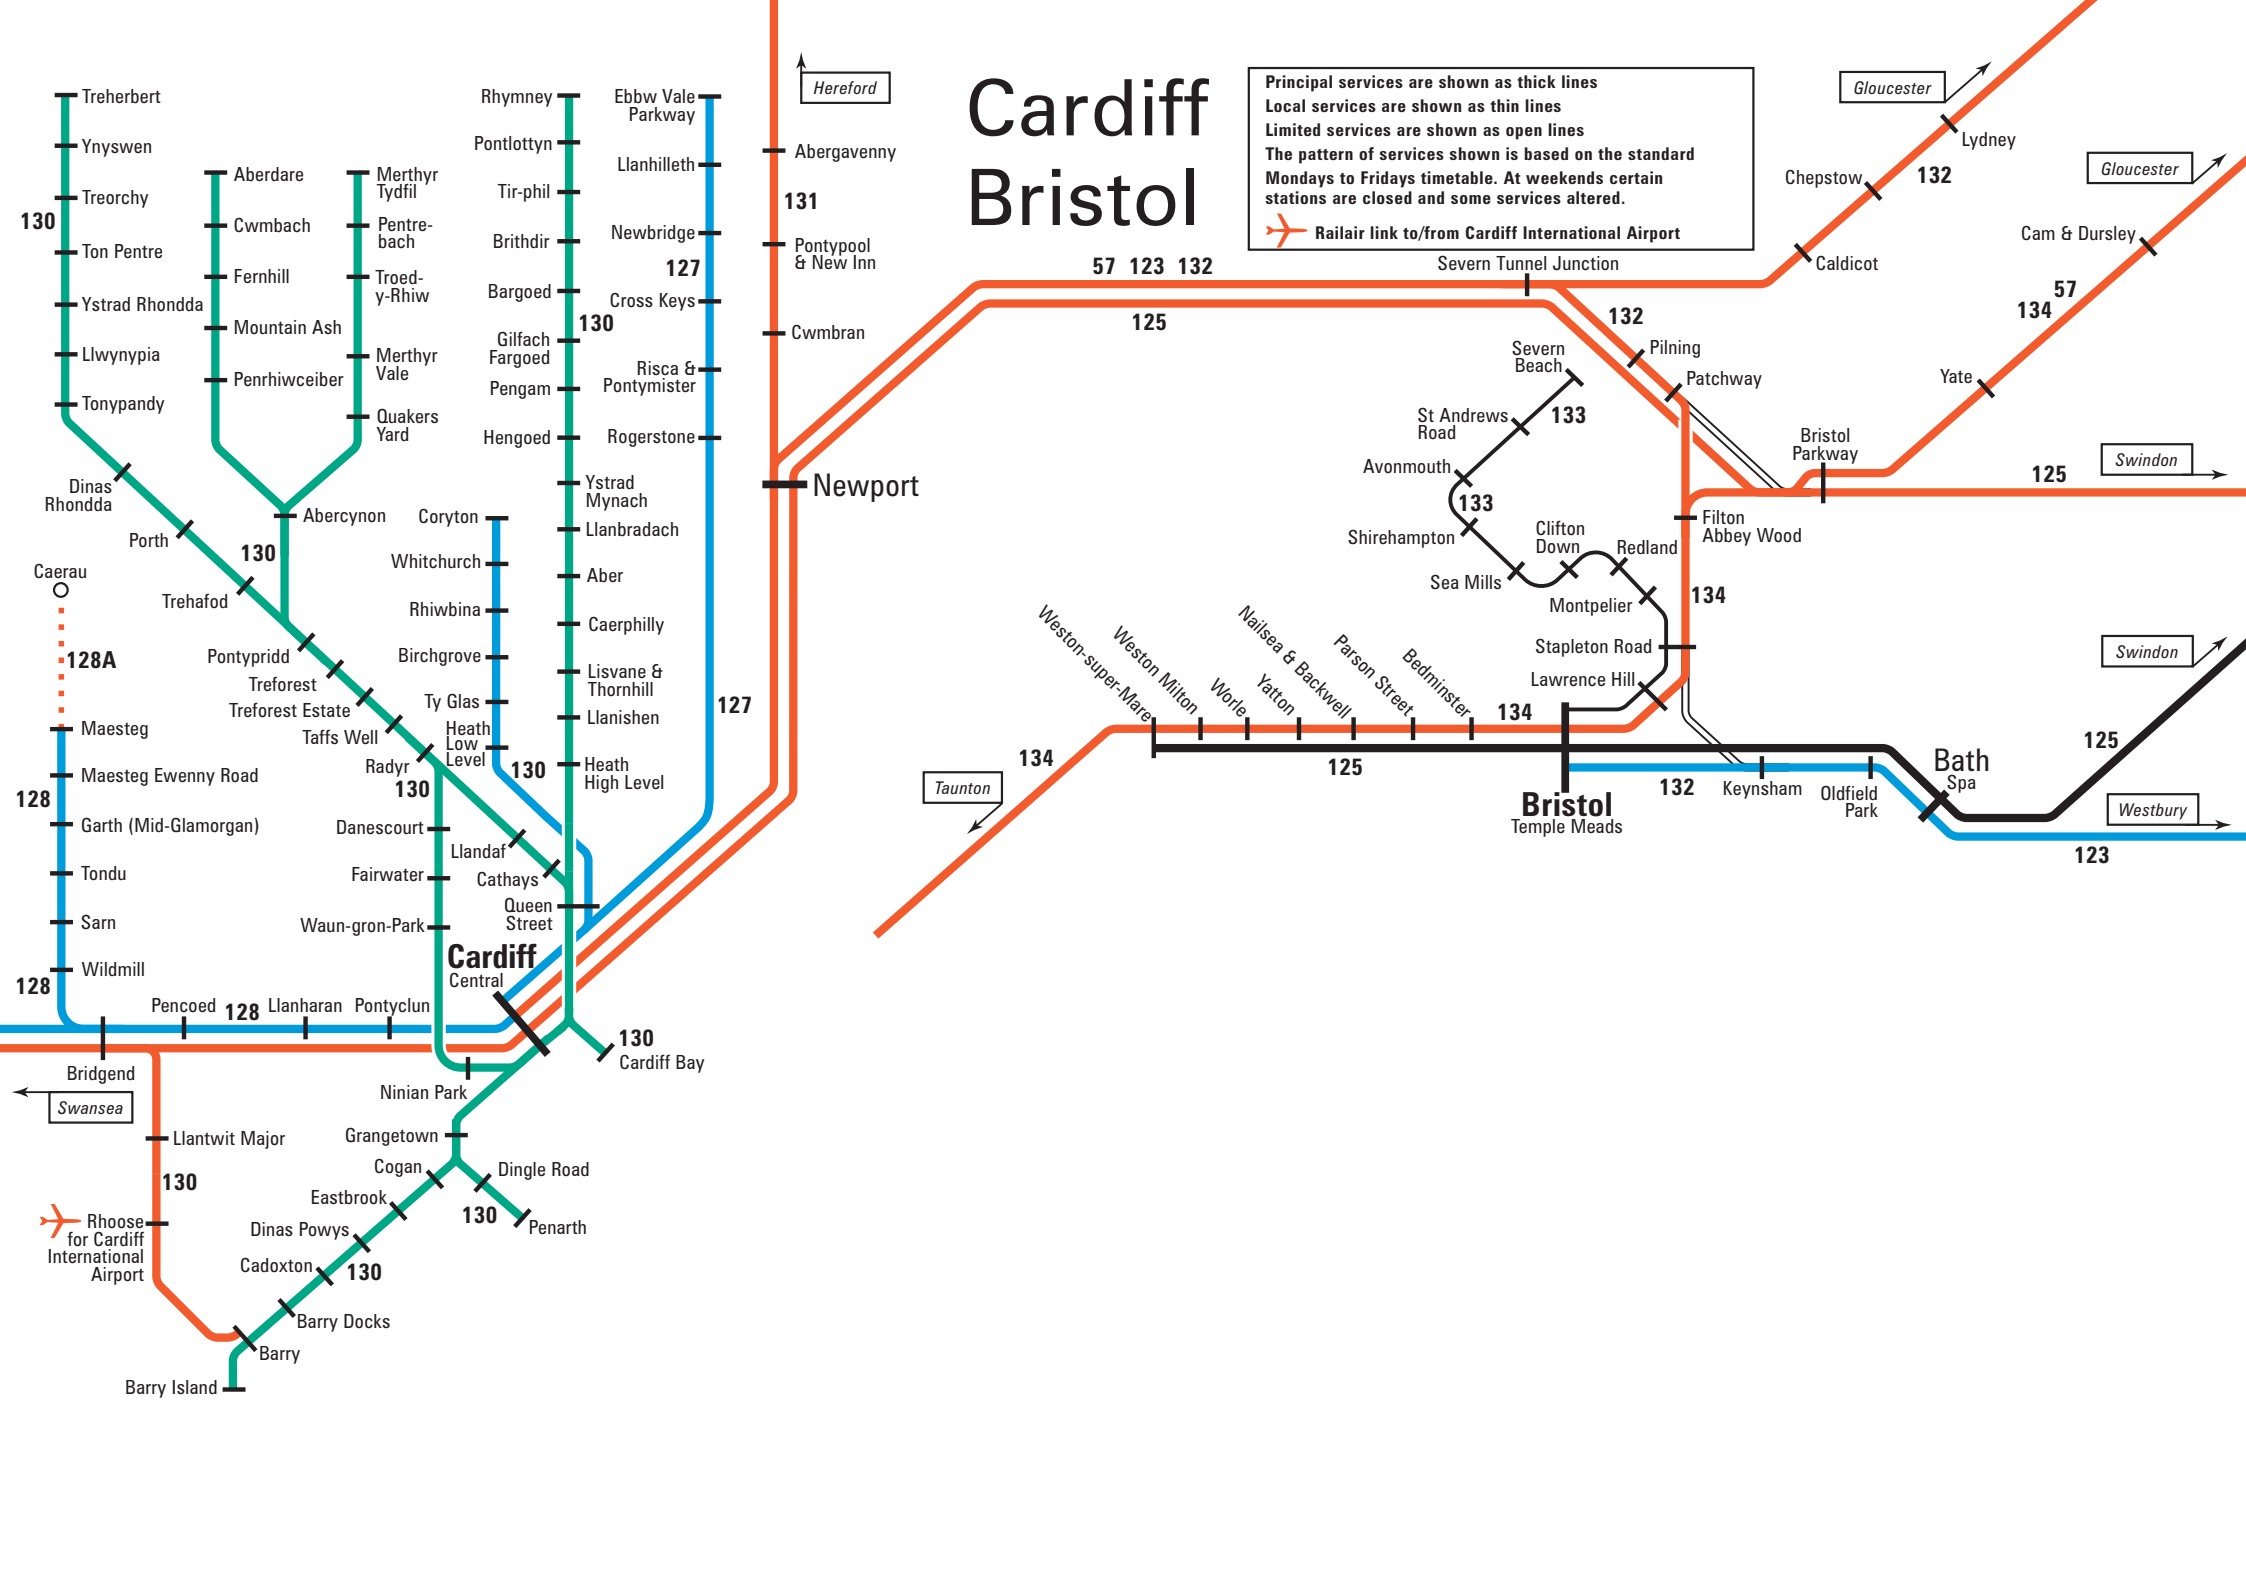 Cardiff
Bristol
Principal services are shown as thick lines
Local services are shown as thin lines
Limited services are shown as open lines
The pattern of services shown is based on the standard
Mondays to Fridays timetable. At weekends certain
stations are closed and some services altered.
Railair link to/from Cardiff International Airport
Treherbert
Ynyswen
Treorchy
130
Ton Pentre
Ystrad Rhondda
Llwynypia
Tonypandy
Dinas
Rhondda
Porth
Trehafod
Aberdare
Cwmbach
Fernhill
Mountain Ash
Penrhiwceiber
Merthyr
Tydfil
Pentre-
bach
Troed-
y-Rhiw
Merthyr
Vale
Quakers
Yard
Abercynon
130
Pontypridd
Treforest
Treforest Estate
Taffs Well
Radyr
130
Danescourt
Fairwater
Waun-gron-Park
Llandaf
Cathays
Queen
Street
Cardiff
Central
Rhymney
Pontlottyn
Tir-phil
Brithdir
Bargoed
130
Gilfach
Fargoed
Pengam
Hengoed
Ystrad
Mynach
Llanbradach
Aber
Caerphilly
Lisvane &
Thornhill
Llanishen
Heath
High Level
Coryton
Whitchurch
Rhiwbina
Birchgrove
Ty Glas
Heath
Low
Level
130
Ebbw Vale
Parkway
Llanhilleth
Newbridge
127
Cross Keys
Risca &
Pontymister
Rogerstone
127
Hereford
Abergavenny
131
Pontypool
& New Inn
Cwmbran
Newport
Caerau
128A
Maesteg
Maesteg Ewenny Road
128
Garth (Mid-Glamorgan)
Tondu
Sarn
Wildmill
128
Pencoed
128
Llanharan
Pontyclun
Bridgend
Swansea
Llantwit Major
130
Rhoose
for Cardiff
International
Airport
130
Cardiff Bay
Ninian Park
Grangetown
Cogan
Dingle Road
130
Penarth
Eastbrook
Dinas Powys
Cadoxton
130
Barry Docks
Barry
Barry Island
57 123 132
125
Severn Tunnel Junction
Gloucester
Lydney
132
Chepstow
Caldicot
Gloucester
Cam & Dursley
57
134
Yate
132
Pilning
Patchway
Bristol
Parkway
Swindon
125
Severn
Beach
133
St Andrews
Road
Avonmouth
133
Shirehampton
Sea Mills
Clifton
Down
Redland
Montpelier
Filton
Abbey Wood
134
Stapleton Road
Lawrence Hill
Weston-super-Mare
Weston Milton
Worle
Yatton
Nailsea & Backwell
Parson Street
Bedminster
134
134
Taunton
125
Bristol
Temple Meads
132
Keynsham
Oldfield
Park
Bath
Spa
Swindon
125
Westbury
123